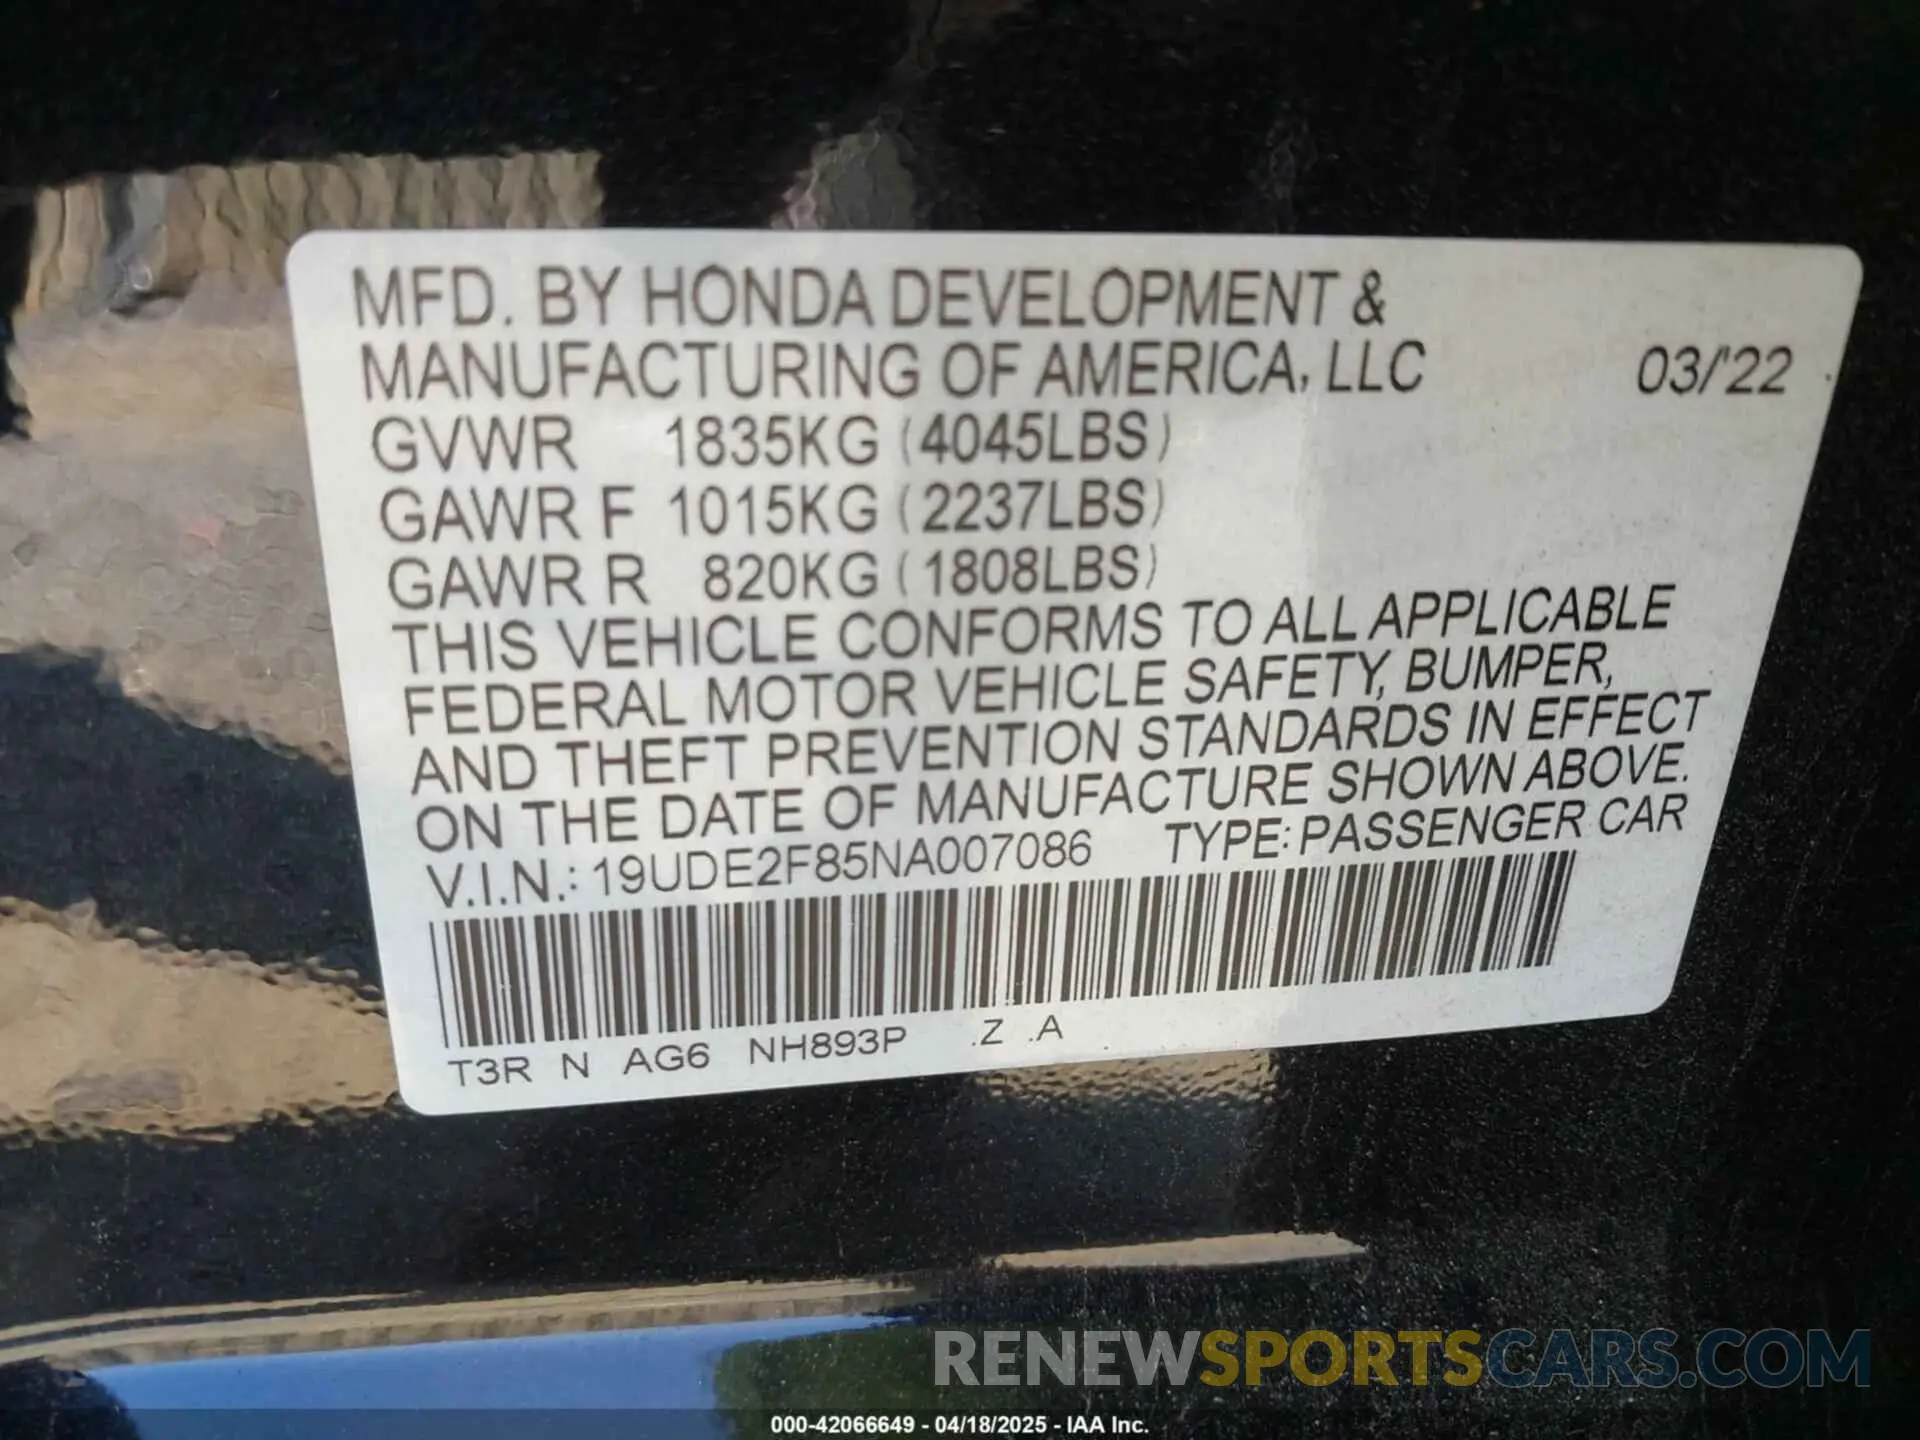 MFD. BY HONDA DEVELOPMENT &
MANUFACTURING OF AMERICA, LLC 03/'22
GVWR 1835KG (4045LBS)
GAWR F 1015KG (2237LBS)
GAWR R 820KG (1808LBS)
THIS VEHICLE CONFORMS TO ALL APPLICABLE
FEDERAL MOTOR VEHICLE SAFETY, BUMPER,
AND THEFT PREVENTION STANDARDS IN EFFECT
ON THE DATE OF MANUFACTURE SHOWN ABOVE.
V.I.N.: 19UDE2F85NA007086 TYPE: PASSENGER CAR
T3R N AG6 NH893P .Z .A
RENEWSPORTSCARS.COM
000-42066649 - 04/18/2025 - IAA Inc.